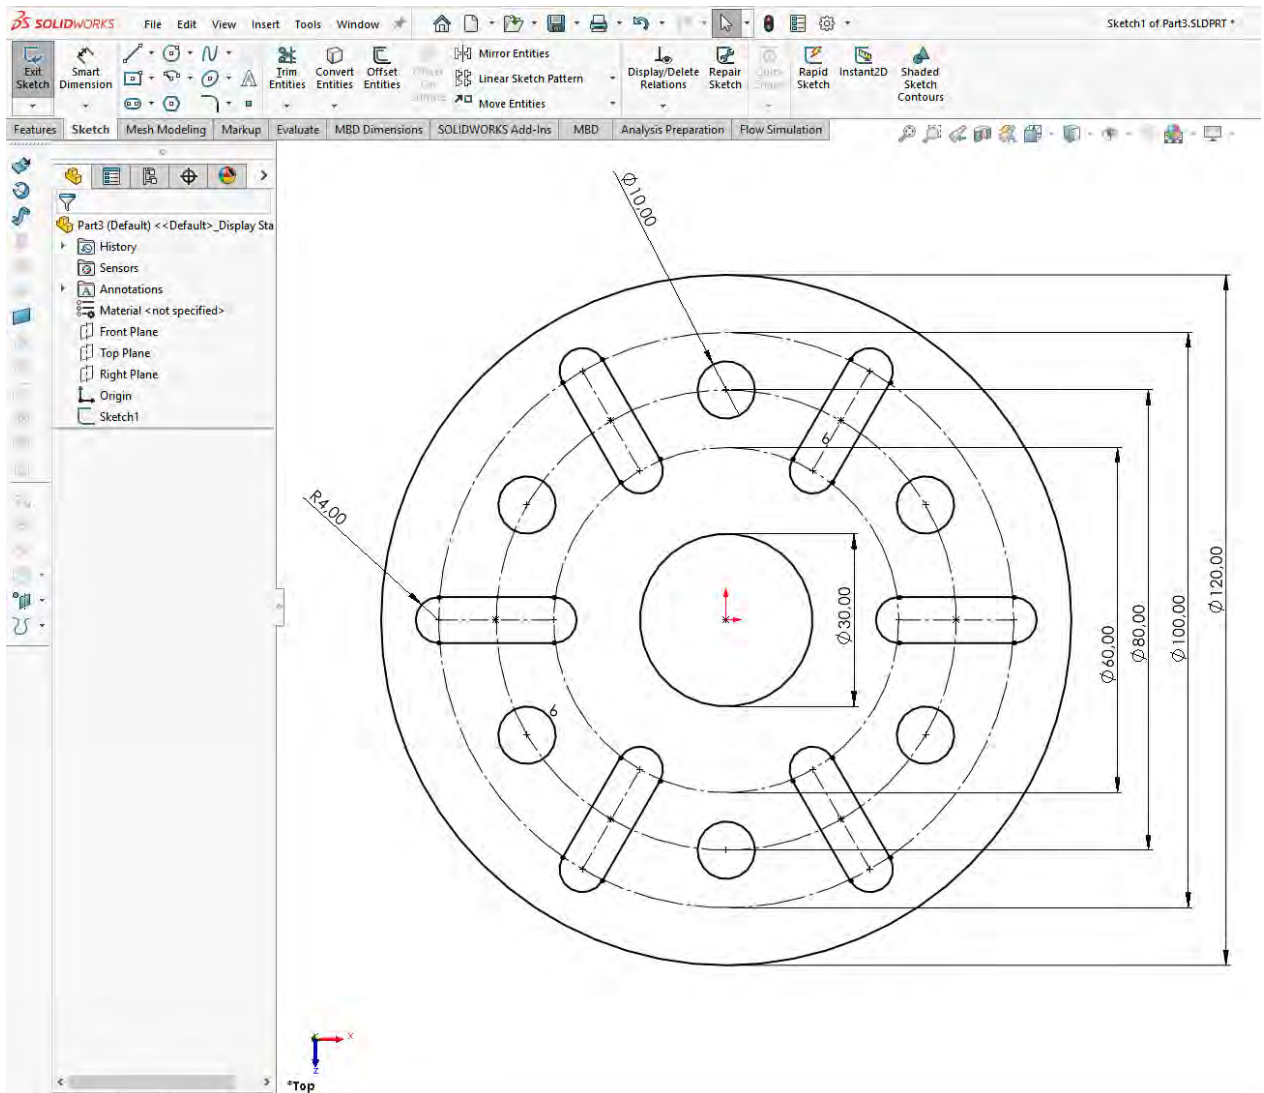 SOLIDWORKS File Edit View Insert Tools Window Sketch1 of Part3.SLDPRT *
Exit Sketch
Smart Dimension
Trim Entities
Convert Entities
Offset Entities
Mirror Entities
Linear Sketch Pattern
Move Entities
Display/Delete Relations
Repair Sketch
Rapid Sketch
Instant2D
Shaded Sketch Contours
Features Sketch Mesh Modeling Markup Evaluate MBD Dimensions SOLIDWORKS Add-Ins MBD Analysis Preparation Flow Simulation
Part3 (Default) <<Default>_Display Sta
History
Sensors
Annotations
Material <not specified>
Front Plane
Top Plane
Right Plane
Origin
Sketch1
Ø10,00
6
R4,00
Ø30,00
Ø60,00
Ø80,00
Ø100,00
Ø120,00
6
X
Z
*Top